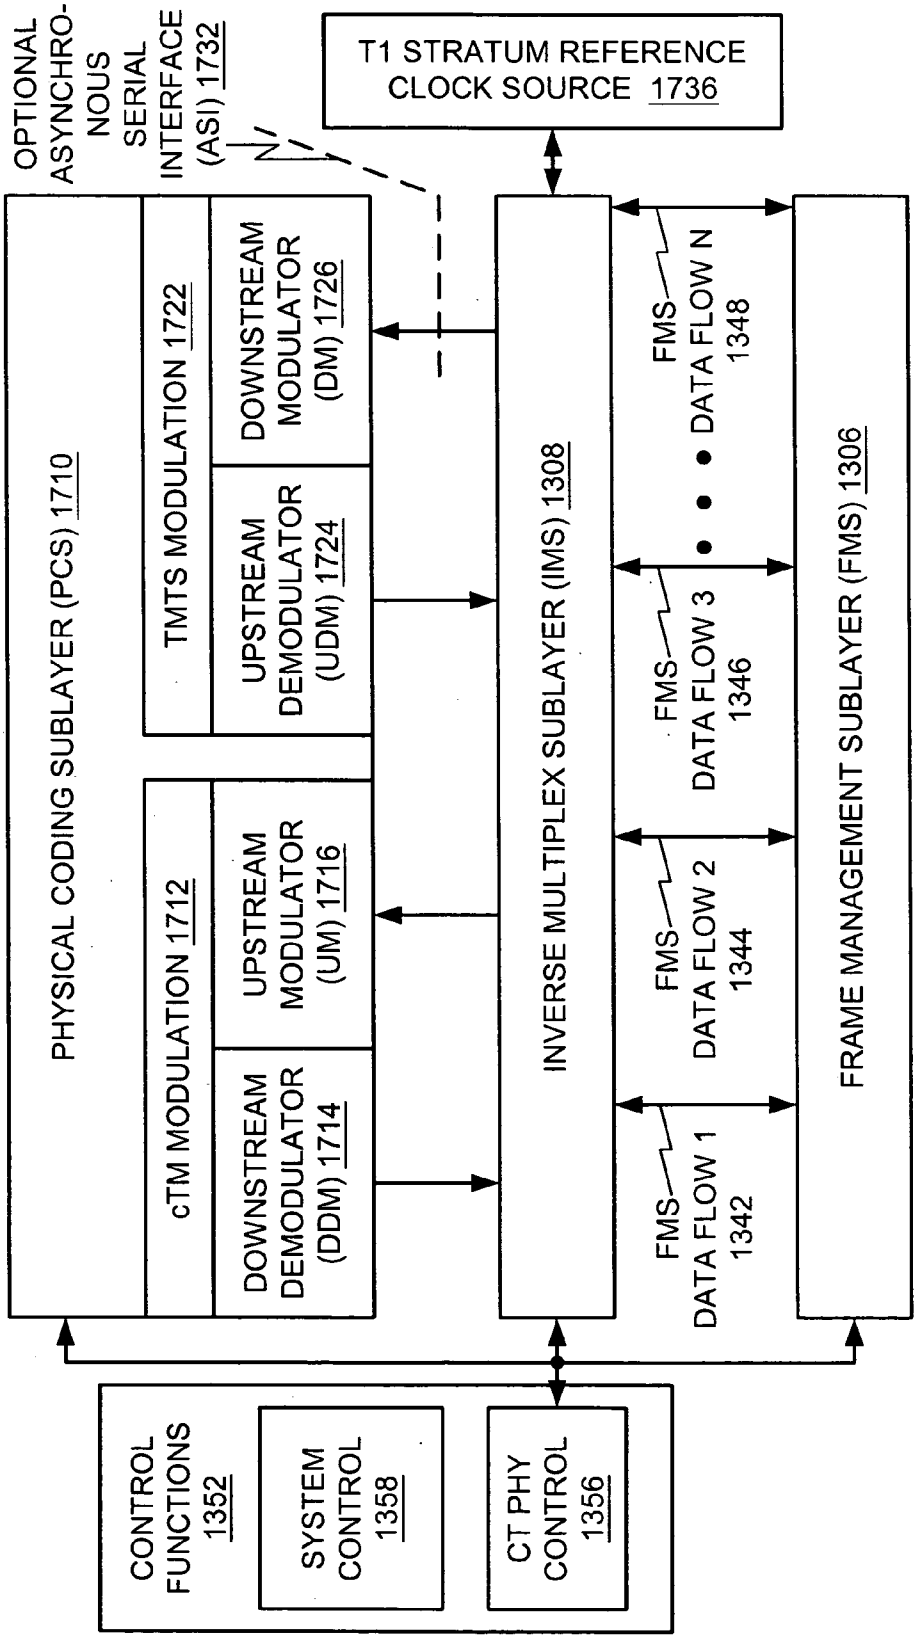 CONTROL
FUNCTIONS
1352
SYSTEM
CONTROL
1358
CT PHY
CONTROL
1356
PHYSICAL CODING SUBLAYER (PCS) 1710
cTM MODULATION 1712
DOWNSTREAM
DEMODULATOR
(DDM) 1714
UPSTREAM
MODULATOR
(UM) 1716
TMTS MODULATION 1722
UPSTREAM
DEMODULATOR
(UDM) 1724
DOWNSTREAM
MODULATOR
(DM) 1726
OPTIONAL
ASYNCHRO-
NOUS
SERIAL
INTERFACE
(ASI) 1732
T1 STRATUM REFERENCE
CLOCK SOURCE 1736
INVERSE MULTIPLEX SUBLAYER (IMS) 1308
FMS
DATA FLOW 1
1342
FMS
DATA FLOW 2
1344
FMS
DATA FLOW 3
1346
FMS
DATA FLOW N
1348
FRAME MANAGEMENT SUBLAYER (FMS) 1306